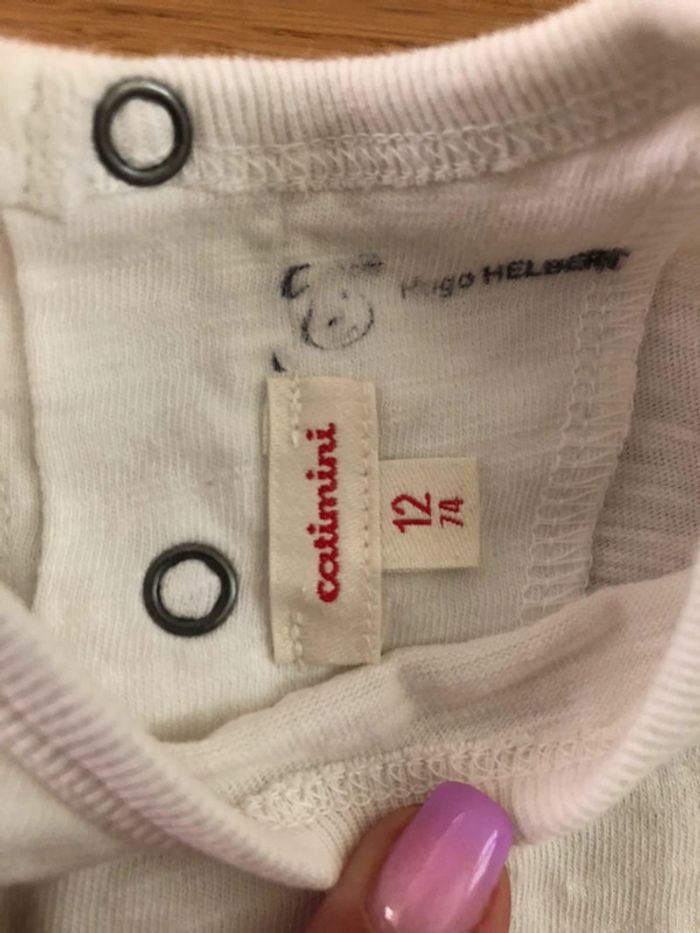 Hugo HELBERT
catimini
12
74